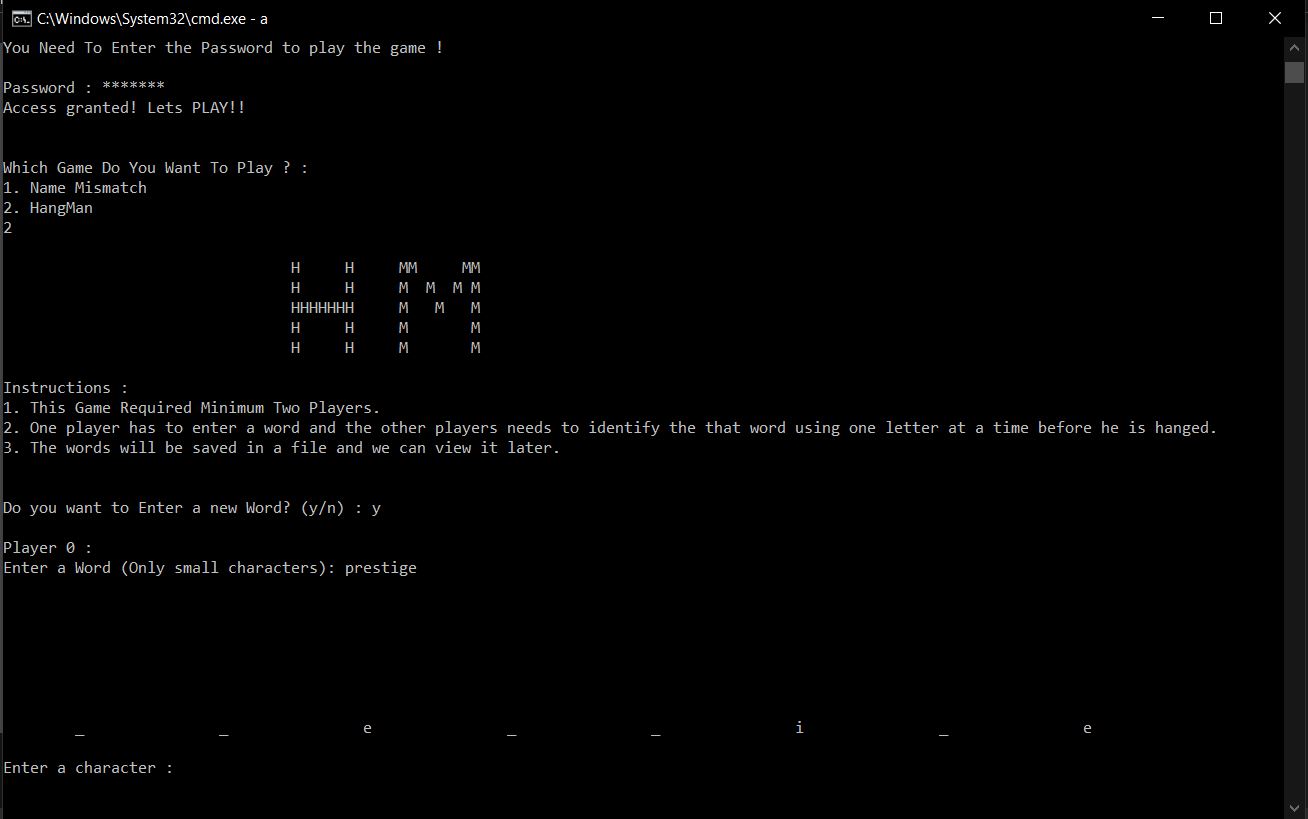 C:\Windows\System32\cmd.exe - a
You Need To Enter the Password to play the game !
Password : *******
Access granted! Lets PLAY!!
Which Game Do You Want To Play ? :
1. Name Mismatch
2. HangMan
2
H     H     MM     MM
H     H     M  M  M M
HHHHHHH     M   M   M
H     H     M       M
H     H     M       M
Instructions :
1. This Game Required Minimum Two Players.
2. One player has to enter a word and the other players needs to identify the that word using one letter at a time before he is hanged.
3. The words will be saved in a file and we can view it later.
Do you want to Enter a new Word? (y/n) : y
Player 0 :
Enter a Word (Only small characters): prestige
_ _ e _ _ i _ e
Enter a character :